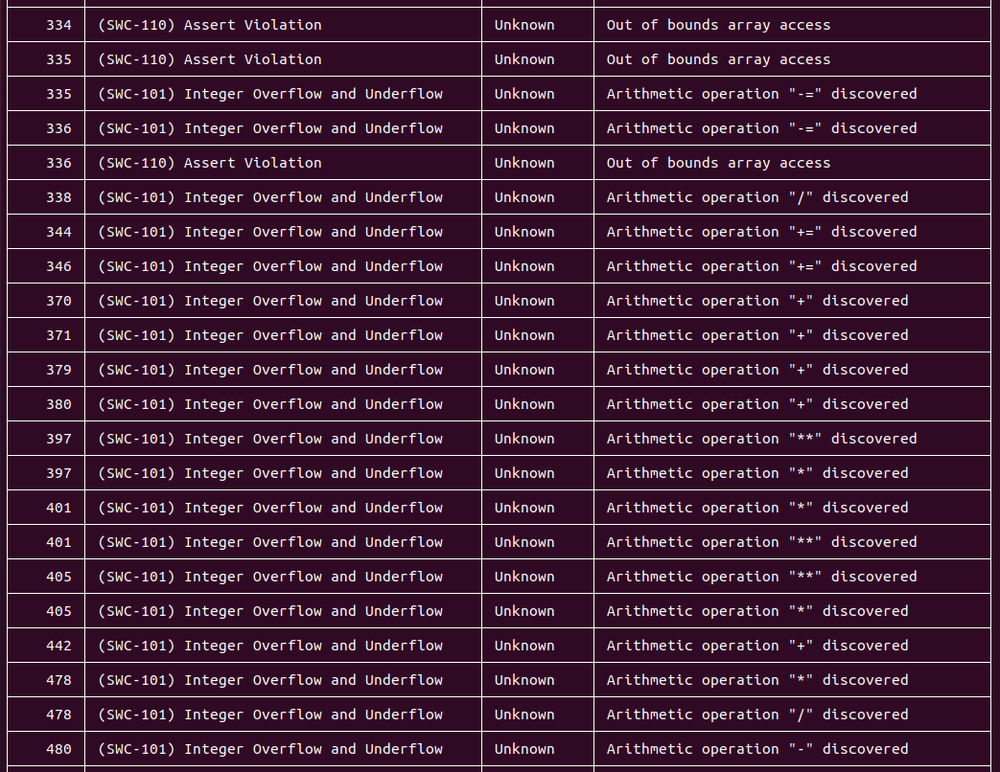 334 (SWC-110) Assert Violation Unknown Out of bounds array access
335 (SWC-110) Assert Violation Unknown Out of bounds array access
335 (SWC-101) Integer Overflow and Underflow Unknown Arithmetic operation "-=" discovered
336 (SWC-101) Integer Overflow and Underflow Unknown Arithmetic operation "-=" discovered
336 (SWC-110) Assert Violation Unknown Out of bounds array access
338 (SWC-101) Integer Overflow and Underflow Unknown Arithmetic operation "/" discovered
344 (SWC-101) Integer Overflow and Underflow Unknown Arithmetic operation "+=" discovered
346 (SWC-101) Integer Overflow and Underflow Unknown Arithmetic operation "+=" discovered
370 (SWC-101) Integer Overflow and Underflow Unknown Arithmetic operation "+" discovered
371 (SWC-101) Integer Overflow and Underflow Unknown Arithmetic operation "+" discovered
379 (SWC-101) Integer Overflow and Underflow Unknown Arithmetic operation "+" discovered
380 (SWC-101) Integer Overflow and Underflow Unknown Arithmetic operation "+" discovered
397 (SWC-101) Integer Overflow and Underflow Unknown Arithmetic operation "**" discovered
397 (SWC-101) Integer Overflow and Underflow Unknown Arithmetic operation "*" discovered
401 (SWC-101) Integer Overflow and Underflow Unknown Arithmetic operation "*" discovered
401 (SWC-101) Integer Overflow and Underflow Unknown Arithmetic operation "**" discovered
405 (SWC-101) Integer Overflow and Underflow Unknown Arithmetic operation "**" discovered
405 (SWC-101) Integer Overflow and Underflow Unknown Arithmetic operation "*" discovered
442 (SWC-101) Integer Overflow and Underflow Unknown Arithmetic operation "+" discovered
478 (SWC-101) Integer Overflow and Underflow Unknown Arithmetic operation "*" discovered
478 (SWC-101) Integer Overflow and Underflow Unknown Arithmetic operation "/" discovered
480 (SWC-101) Integer Overflow and Underflow Unknown Arithmetic operation "-" discovered